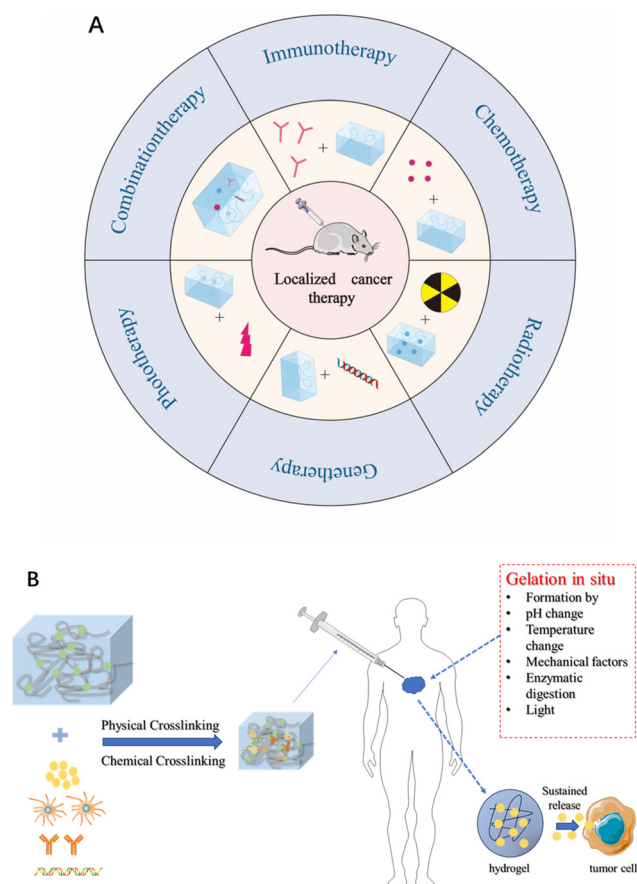 A
Immunotherapy
Chemotherapy
Radiotherapy
Genetherapy
Phototherapy
Combinationtherapy
+
+
+
+
+
Localized cancer
therapy
B
Gelation in situ
• Formation by
• pH change
• Temperature
change
• Mechanical factors
• Enzymatic
digestion
• Light
Physical Crosslinking
Chemical Crosslinking
Sustained
release
hydrogel
tumor cell